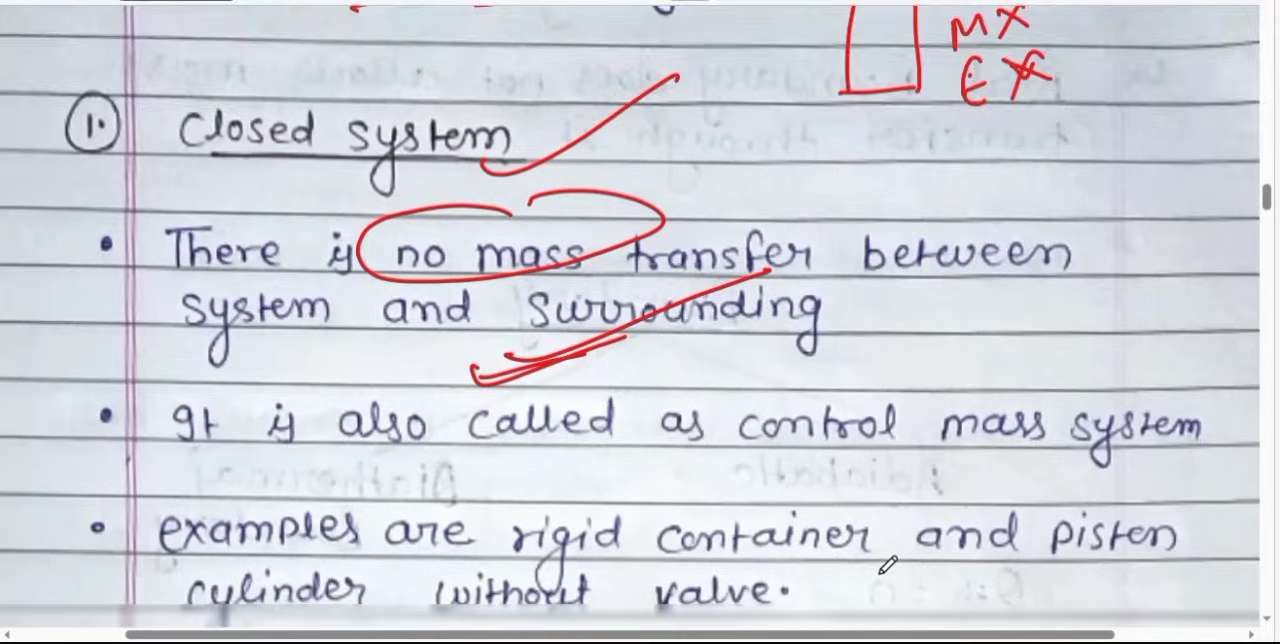 M X
E X
1. Closed system
• There is no mass transfer between
system and surrounding
• It is also called as control mass system
• examples are rigid container and piston
cylinder without valve.